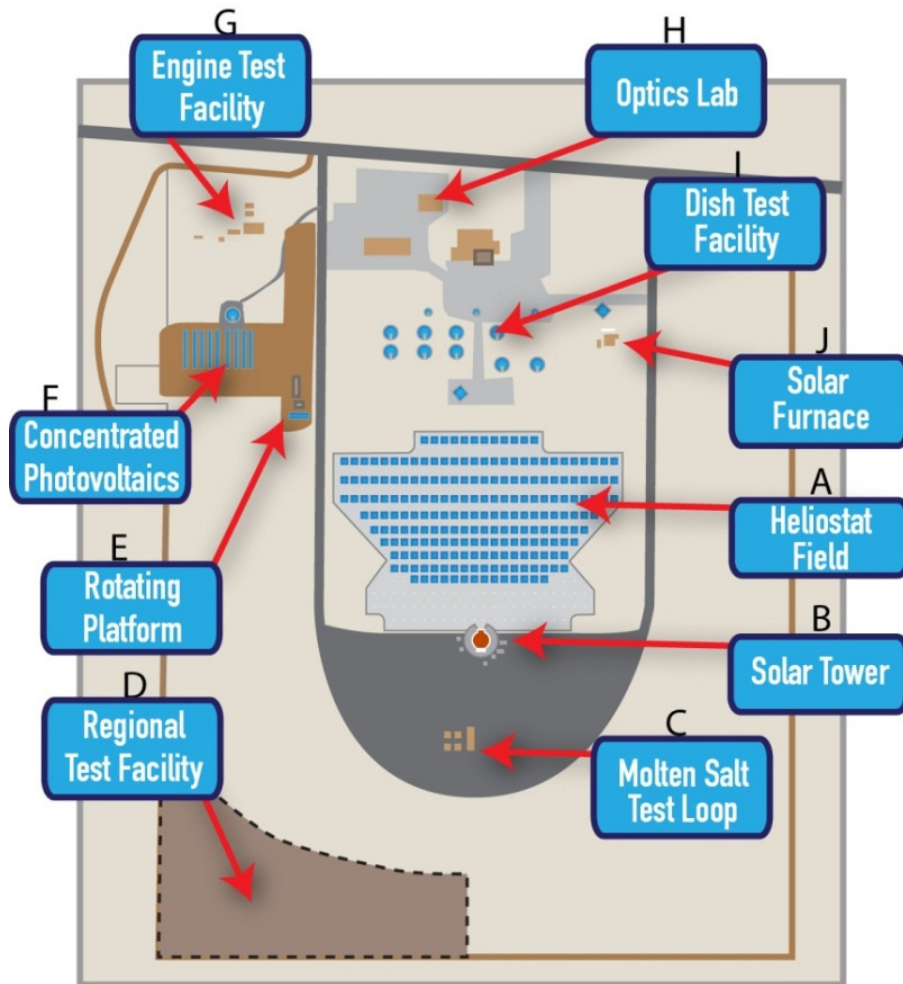 G
Engine Test
Facility
H
Optics Lab
I
Dish Test
Facility
J
Solar
Furnace
F
Concentrated
Photovoltaics
A
Heliostat
Field
E
Rotating
Platform
B
Solar Tower
D
Regional
Test Facility
C
Molten Salt
Test Loop